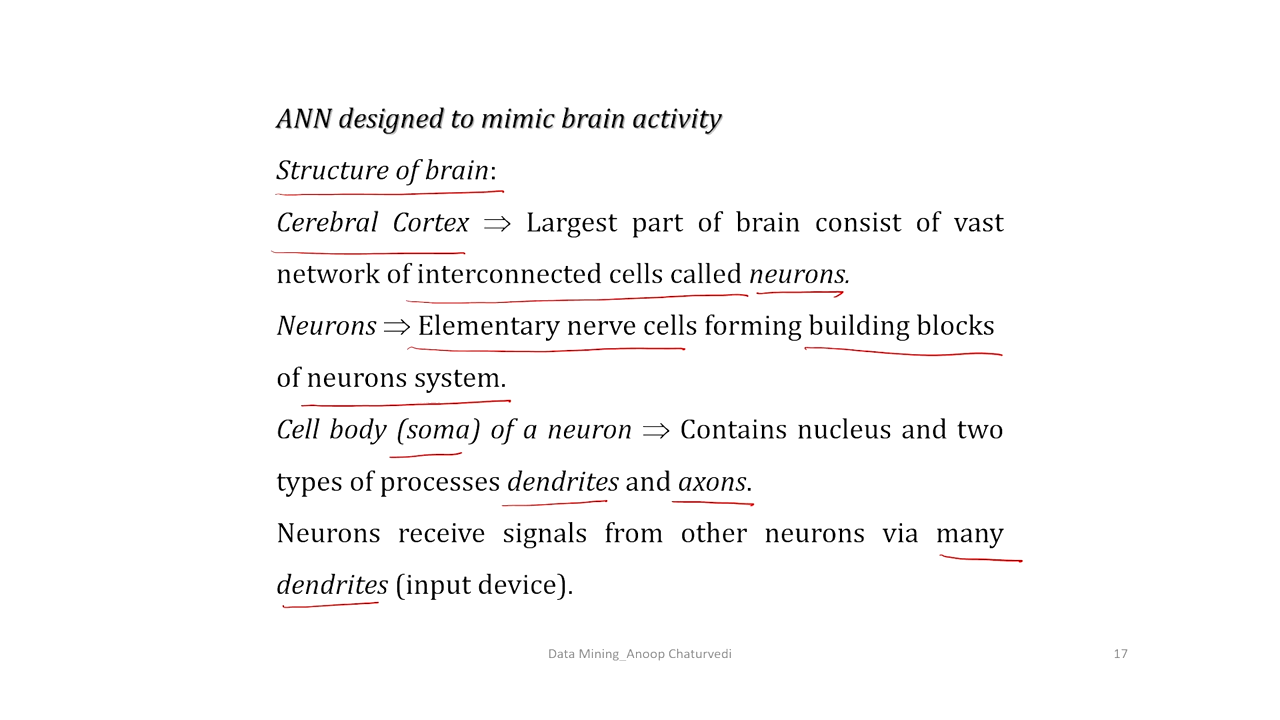 ANN designed to mimic brain activity
Structure of brain:
Cerebral Cortex ⇒ Largest part of brain consist of vast
network of interconnected cells called neurons.
Neurons ⇒ Elementary nerve cells forming building blocks
of neurons system.
Cell body (soma) of a neuron ⇒ Contains nucleus and two
types of processes dendrites and axons.
Neurons receive signals from other neurons via many
dendrites (input device).
Data Mining_Anoop Chaturvedi 17